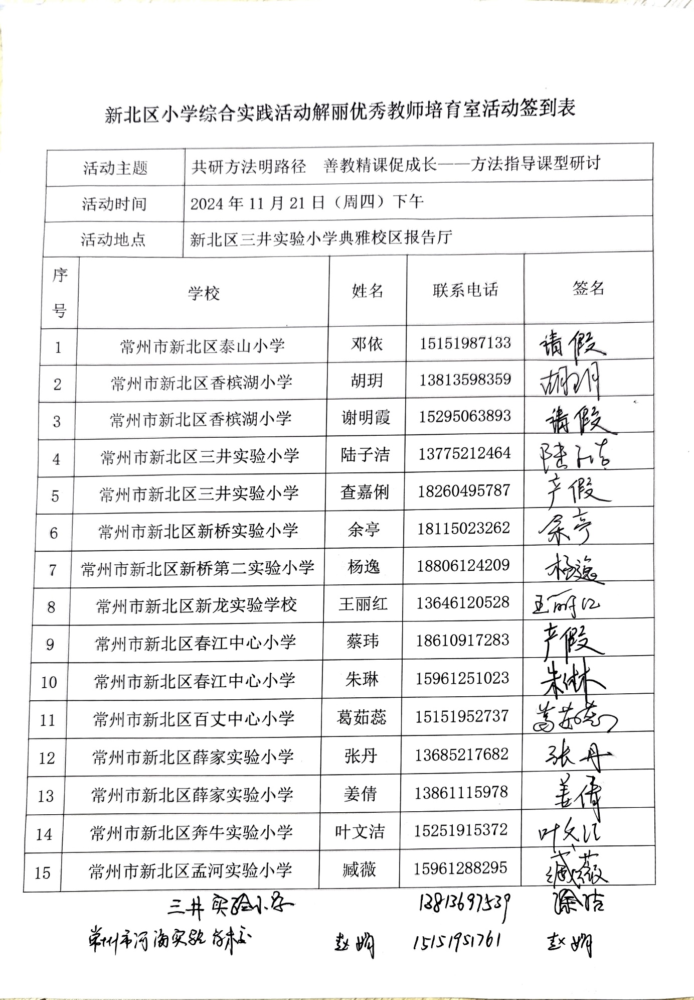 新北区小学综合实践活动解丽优秀教师培育室活动签到表
活动主题 共研方法明路径 善教精课促成长——方法指导课型研讨
活动时间 2024 年 11 月 21 日（周四）下午
活动地点 新北区三井实验小学典雅校区报告厅
序号 学校 姓名 联系电话 签名
1 常州市新北区泰山小学 邓依 15151987133 请假
2 常州市新北区香槟湖小学 胡玥 13813598359 胡玥
3 常州市新北区香槟湖小学 谢明霞 15295063893 请假
4 常州市新北区三井实验小学 陆子洁 13775212464 陆子洁
5 常州市新北区三井实验小学 查嘉俐 18260495787 产假
6 常州市新北区新桥实验小学 余亭 18115023262 余亭
7 常州市新北区新桥第二实验小学 杨逸 18806124209 杨逸
8 常州市新北区新龙实验学校 王丽红 13646120528 王丽红
9 常州市新北区春江中心小学 蔡玮 18610917283 产假
10 常州市新北区春江中心小学 朱琳 15961251023 朱琳
11 常州市新北区百丈中心小学 葛茹蕊 15151952737 葛茹蕊
12 常州市新北区薛家实验小学 张丹 13685217682 张丹
13 常州市新北区薛家实验小学 姜倩 13861115978 姜倩
14 常州市新北区奔牛实验小学 叶文洁 15251915372 叶文洁
15 常州市新北区孟河实验小学 臧薇 15961288295 臧薇
三井实验小学 13813697539
常州市河海实验学校 赵娟 15151951761 赵娟